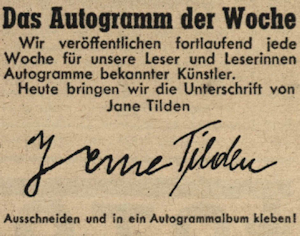 Das Autogramm der Woche
Wir veröffentlichen fortlaufend jede
Woche für unsere Leser und Leserinnen
Autogramme bekannter Künstler.
Heute bringen wir die Unterschrift von
Jane Tilden
Jane Tilden
Ausschneiden und in ein Autogrammalbum kleben!